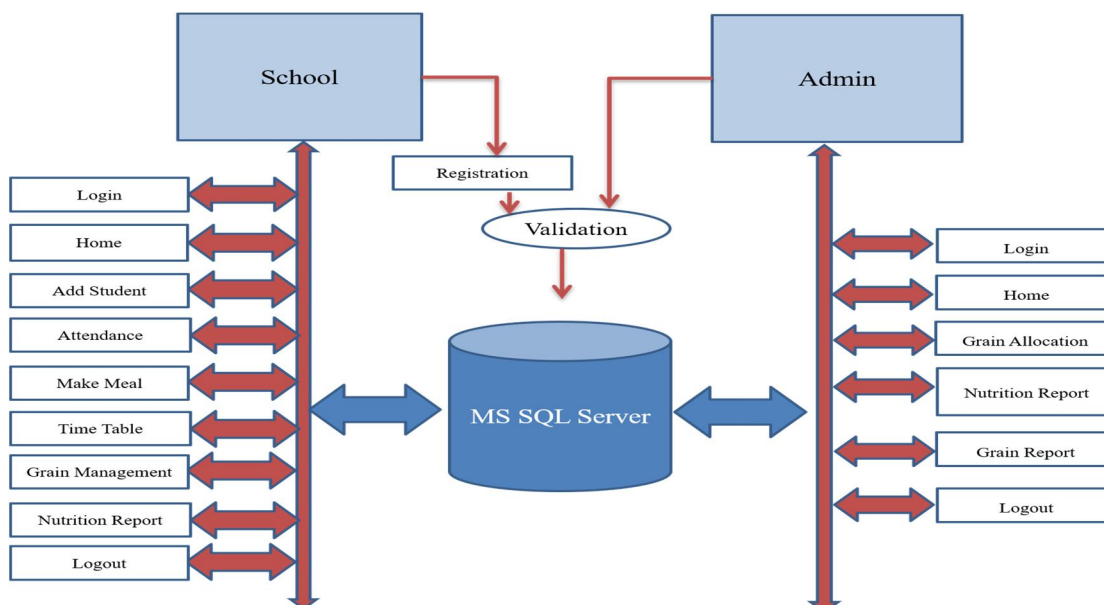 School
Admin
Registration
Validation
Login
Home
Add Student
Attendance
Make Meal
Time Table
Grain Management
Nutrition Report
Logout
MS SQL Server
Login
Home
Grain Allocation
Nutrition Report
Grain Report
Logout